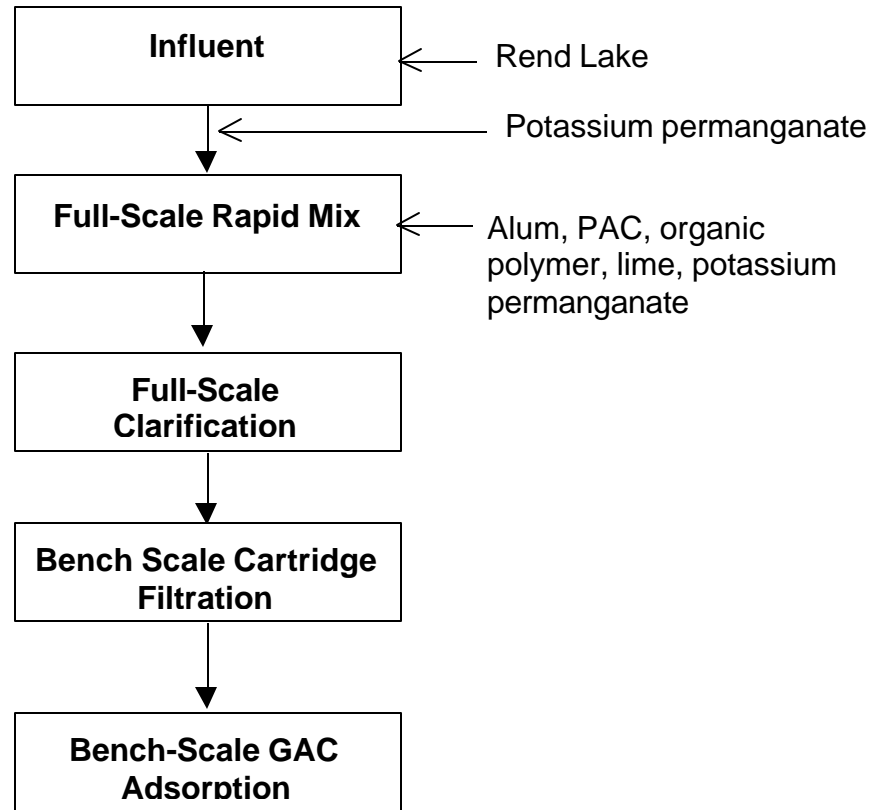 Influent
Rend Lake
Potassium permanganate
Full-Scale Rapid Mix
Alum, PAC, organic
polymer, lime, potassium
permanganate
Full-Scale
Clarification
Bench Scale Cartridge
Filtration
Bench-Scale GAC
Adsorption